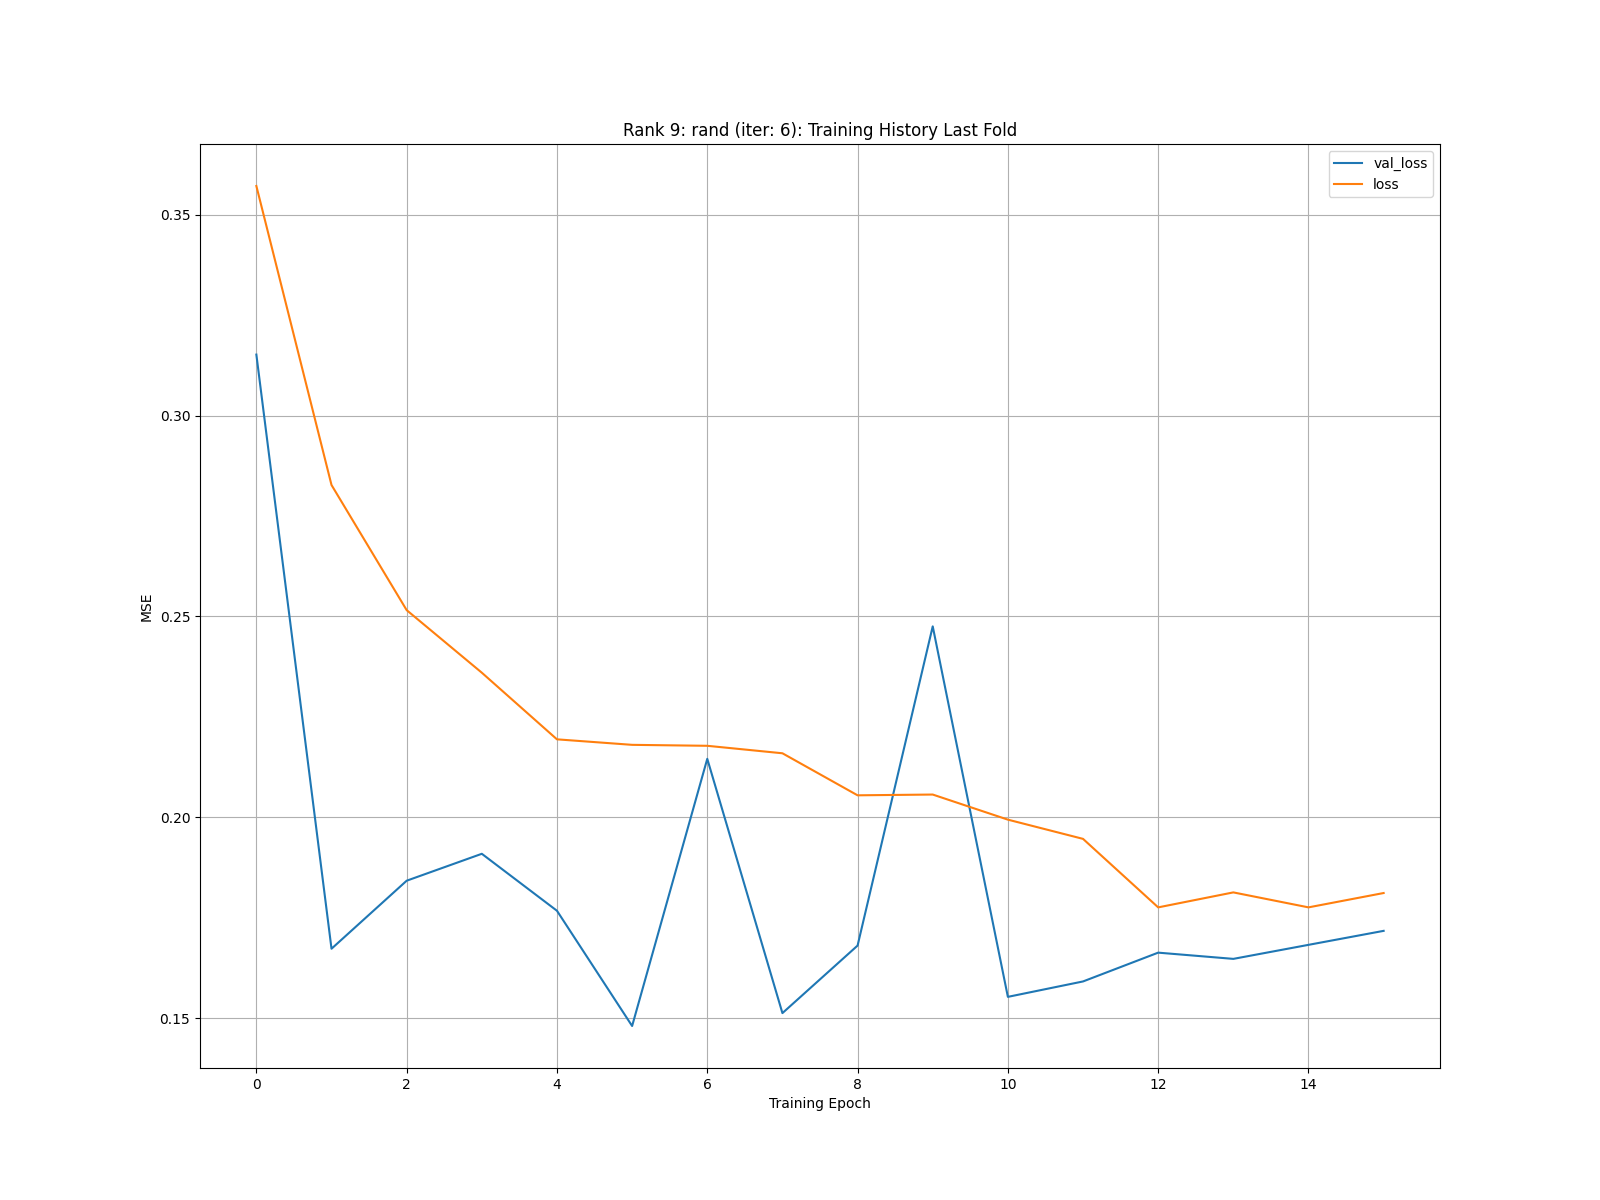 Rank 9: rand (iter: 6): Training History Last Fold
val_loss
loss
0.35
0.30
0.25
0.20
0.15
MSE
0 2 4 6 8 10 12 14
Training Epoch